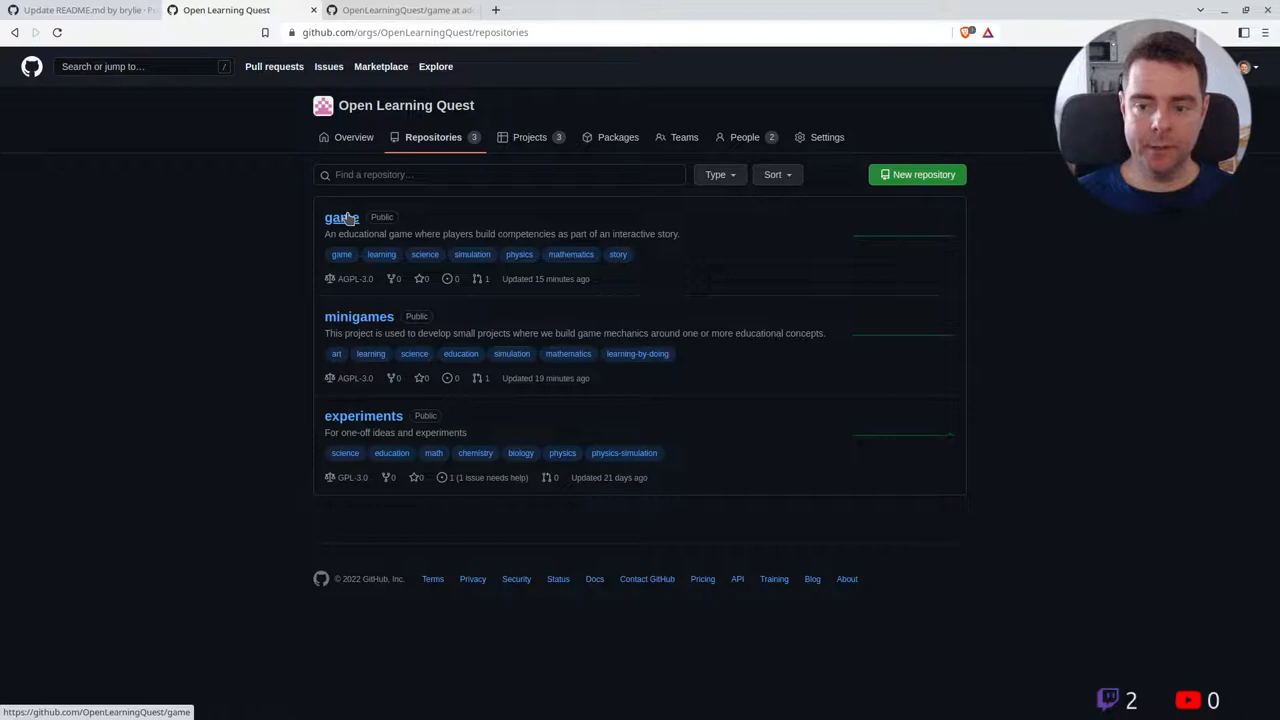 Update README.md by brylie · P
Open Learning Quest
OpenLearningQuest/game at ad
github.com/orgs/OpenLearningQuest/repositories
Search or jump to…
/
Pull requests
Issues
Marketplace
Explore
Open Learning Quest
Overview
Repositories 3
Projects 3
Packages
Teams
People 2
Settings
Find a repository…
Type
Sort
New repository
game Public
An educational game where players build competencies as part of an interactive story.
game learning science simulation physics mathematics story
AGPL-3.0 0 0 0 1 Updated 15 minutes ago
minigames Public
This project is used to develop small projects where we build game mechanics around one or more educational concepts.
art learning science education simulation mathematics learning-by-doing
AGPL-3.0 0 0 0 1 Updated 19 minutes ago
experiments Public
For one-off ideas and experiments
science education math chemistry biology physics physics-simulation
GPL-3.0 0 0 1 (1 issue needs help) 0 Updated 21 days ago
© 2022 GitHub, Inc.
Terms
Privacy
Security
Status
Docs
Contact GitHub
Pricing
API
Training
Blog
About
2
0
https://github.com/OpenLearningQuest/game